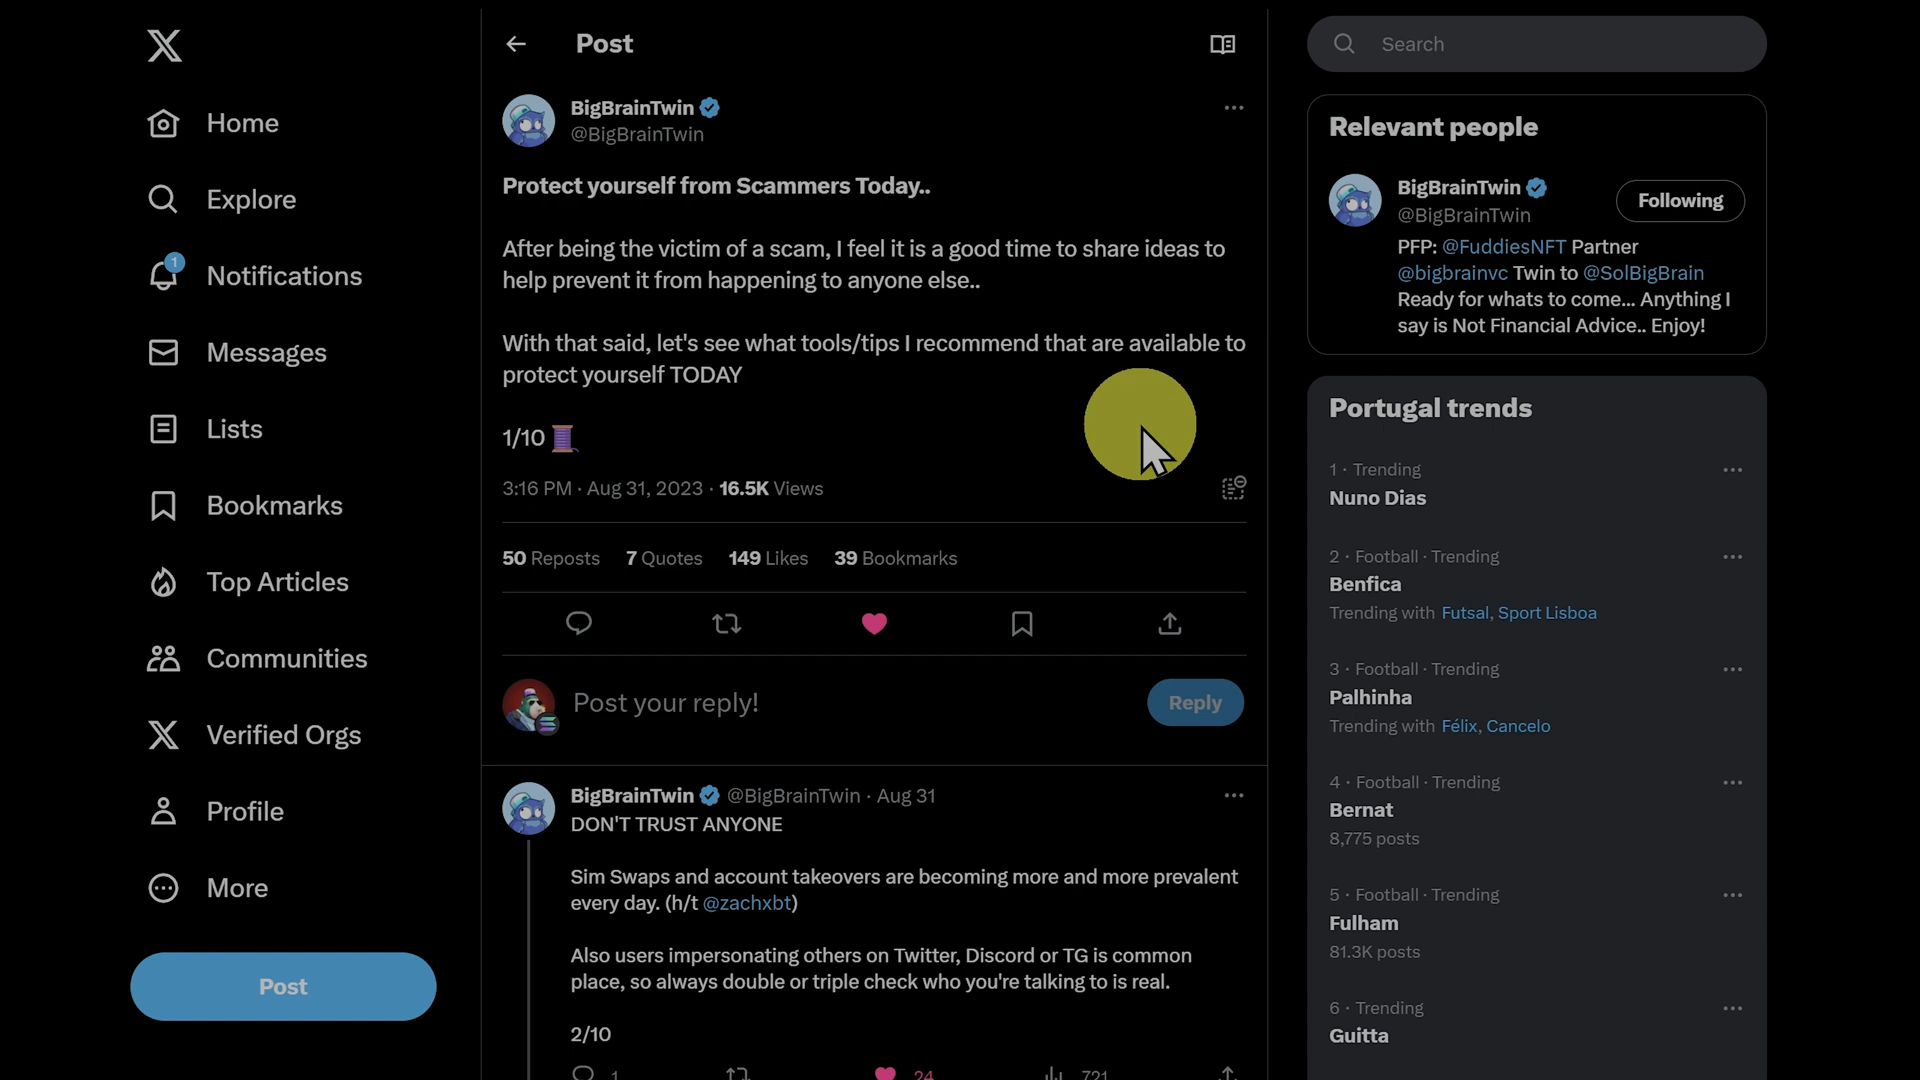 Home
Explore
1
Notifications
Messages
Lists
Bookmarks
Top Articles
Communities
Verified Orgs
Profile
More
Post
Post
BigBrainTwin
@BigBrainTwin
Protect yourself from Scammers Today..
After being the victim of a scam, I feel it is a good time to share ideas to
help prevent it from happening to anyone else..
With that said, let's see what tools/tips I recommend that are available to
protect yourself TODAY
1/10 🧵
3:16 PM · Aug 31, 2023 · 16.5K Views
50 Reposts 7 Quotes 149 Likes 39 Bookmarks
Post your reply!
Reply
BigBrainTwin @BigBrainTwin · Aug 31
DON'T TRUST ANYONE
Sim Swaps and account takeovers are becoming more and more prevalent
every day. (h/t @zachxbt)
Also users impersonating others on Twitter, Discord or TG is common
place, so always double or triple check who you're talking to is real.
2/10
1 24 721
Search
Relevant people
BigBrainTwin
@BigBrainTwin
Following
PFP: @FuddiesNFT Partner
@bigbrainvc Twin to @SolBigBrain
Ready for whats to come... Anything I
say is Not Financial Advice.. Enjoy!
Portugal trends
1 · Trending
Nuno Dias
2 · Football · Trending
Benfica
Trending with Futsal, Sport Lisboa
3 · Football · Trending
Palhinha
Trending with Félix, Cancelo
4 · Football · Trending
Bernat
8,775 posts
5 · Football · Trending
Fulham
81.3K posts
6 · Trending
Guitta